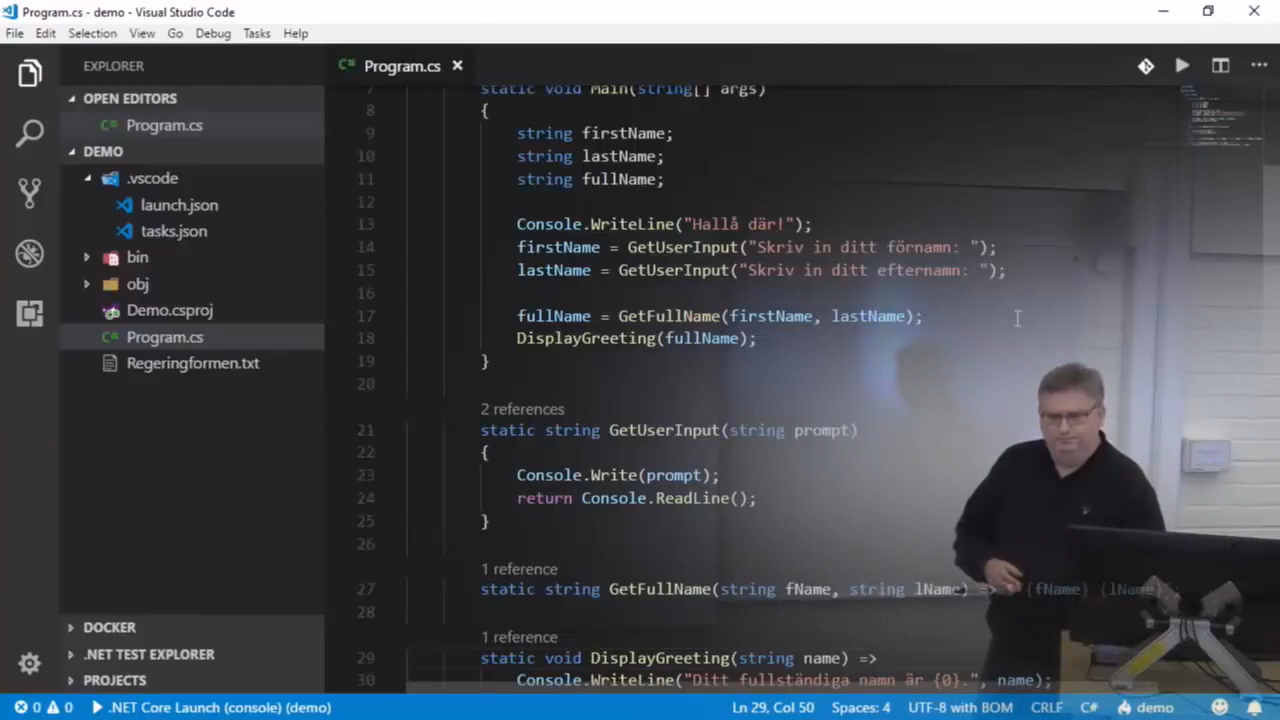 Program.cs - demo - Visual Studio Code
File Edit Selection View Go Debug Tasks Help
EXPLORER
Program.cs
OPEN EDITORS
Program.cs
DEMO
.vscode
launch.json
tasks.json
bin
obj
Demo.csproj
Program.cs
Regeringformen.txt
DOCKER
.NET TEST EXPLORER
PROJECTS
7 static void Main(string[] args)
8 {
9 string firstName;
10 string lastName;
11 string fullName;
12
13 Console.WriteLine("Hallå där!");
14 firstName = GetUserInput("Skriv in ditt förnamn: ");
15 lastName = GetUserInput("Skriv in ditt efternamn: ");
16
17 fullName = GetFullName(firstName, lastName);
18 DisplayGreeting(fullName);
19 }
20
2 references
21 static string GetUserInput(string prompt)
22 {
23 Console.Write(prompt);
24 return Console.ReadLine();
25 }
26
1 reference
27 static string GetFullName(string fName, string lName) => {fName} {lName}
28
1 reference
29 static void DisplayGreeting(string name) =>
30 Console.WriteLine("Ditt fullständiga namn är {0}.", name);
0 0 .NET Core Launch (console) (demo) Ln 29, Col 50 Spaces: 4 UTF-8 with BOM CRLF C# demo